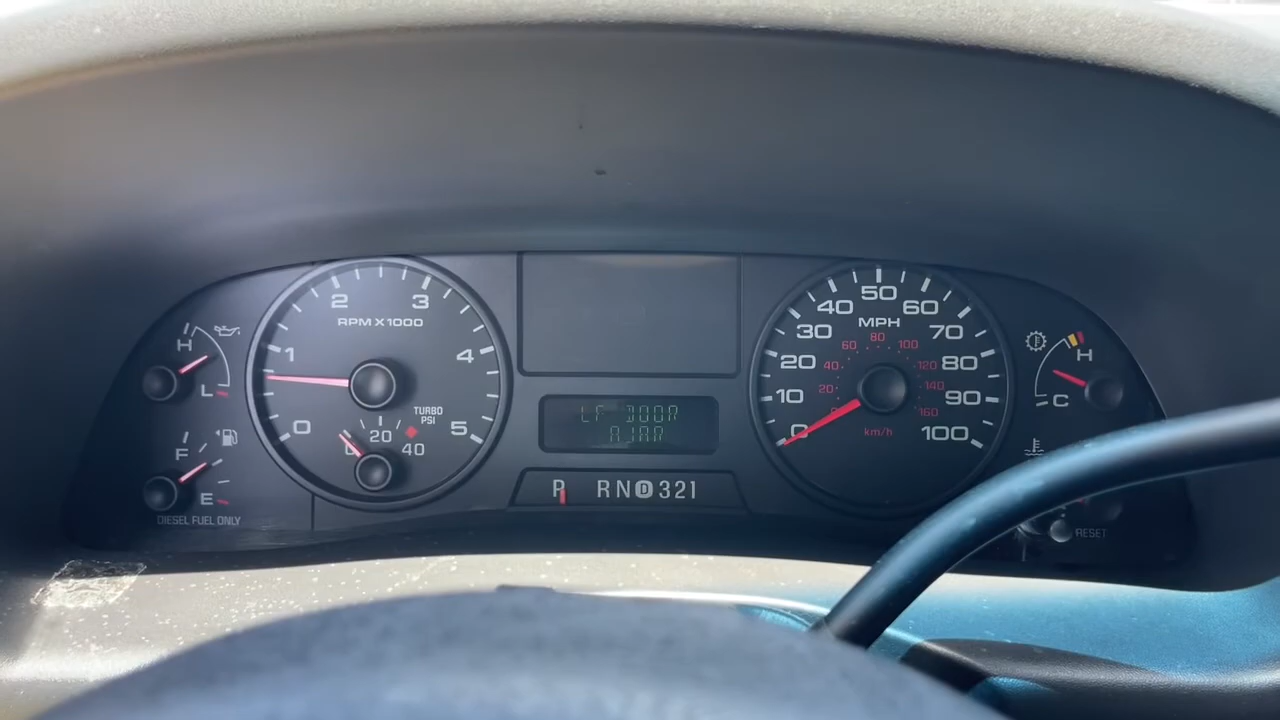 H
L
F
E
DIESEL FUEL ONLY
0
1
2
3
4
5
RPM X 1000
TURBO
PSI
0
20
40
LF DOOR
AJAR
P RND321
0
10
20
30
40
50
60
70
80
90
100
MPH
20
40
60
80
100
120
140
160
km/h
H
C
RESET